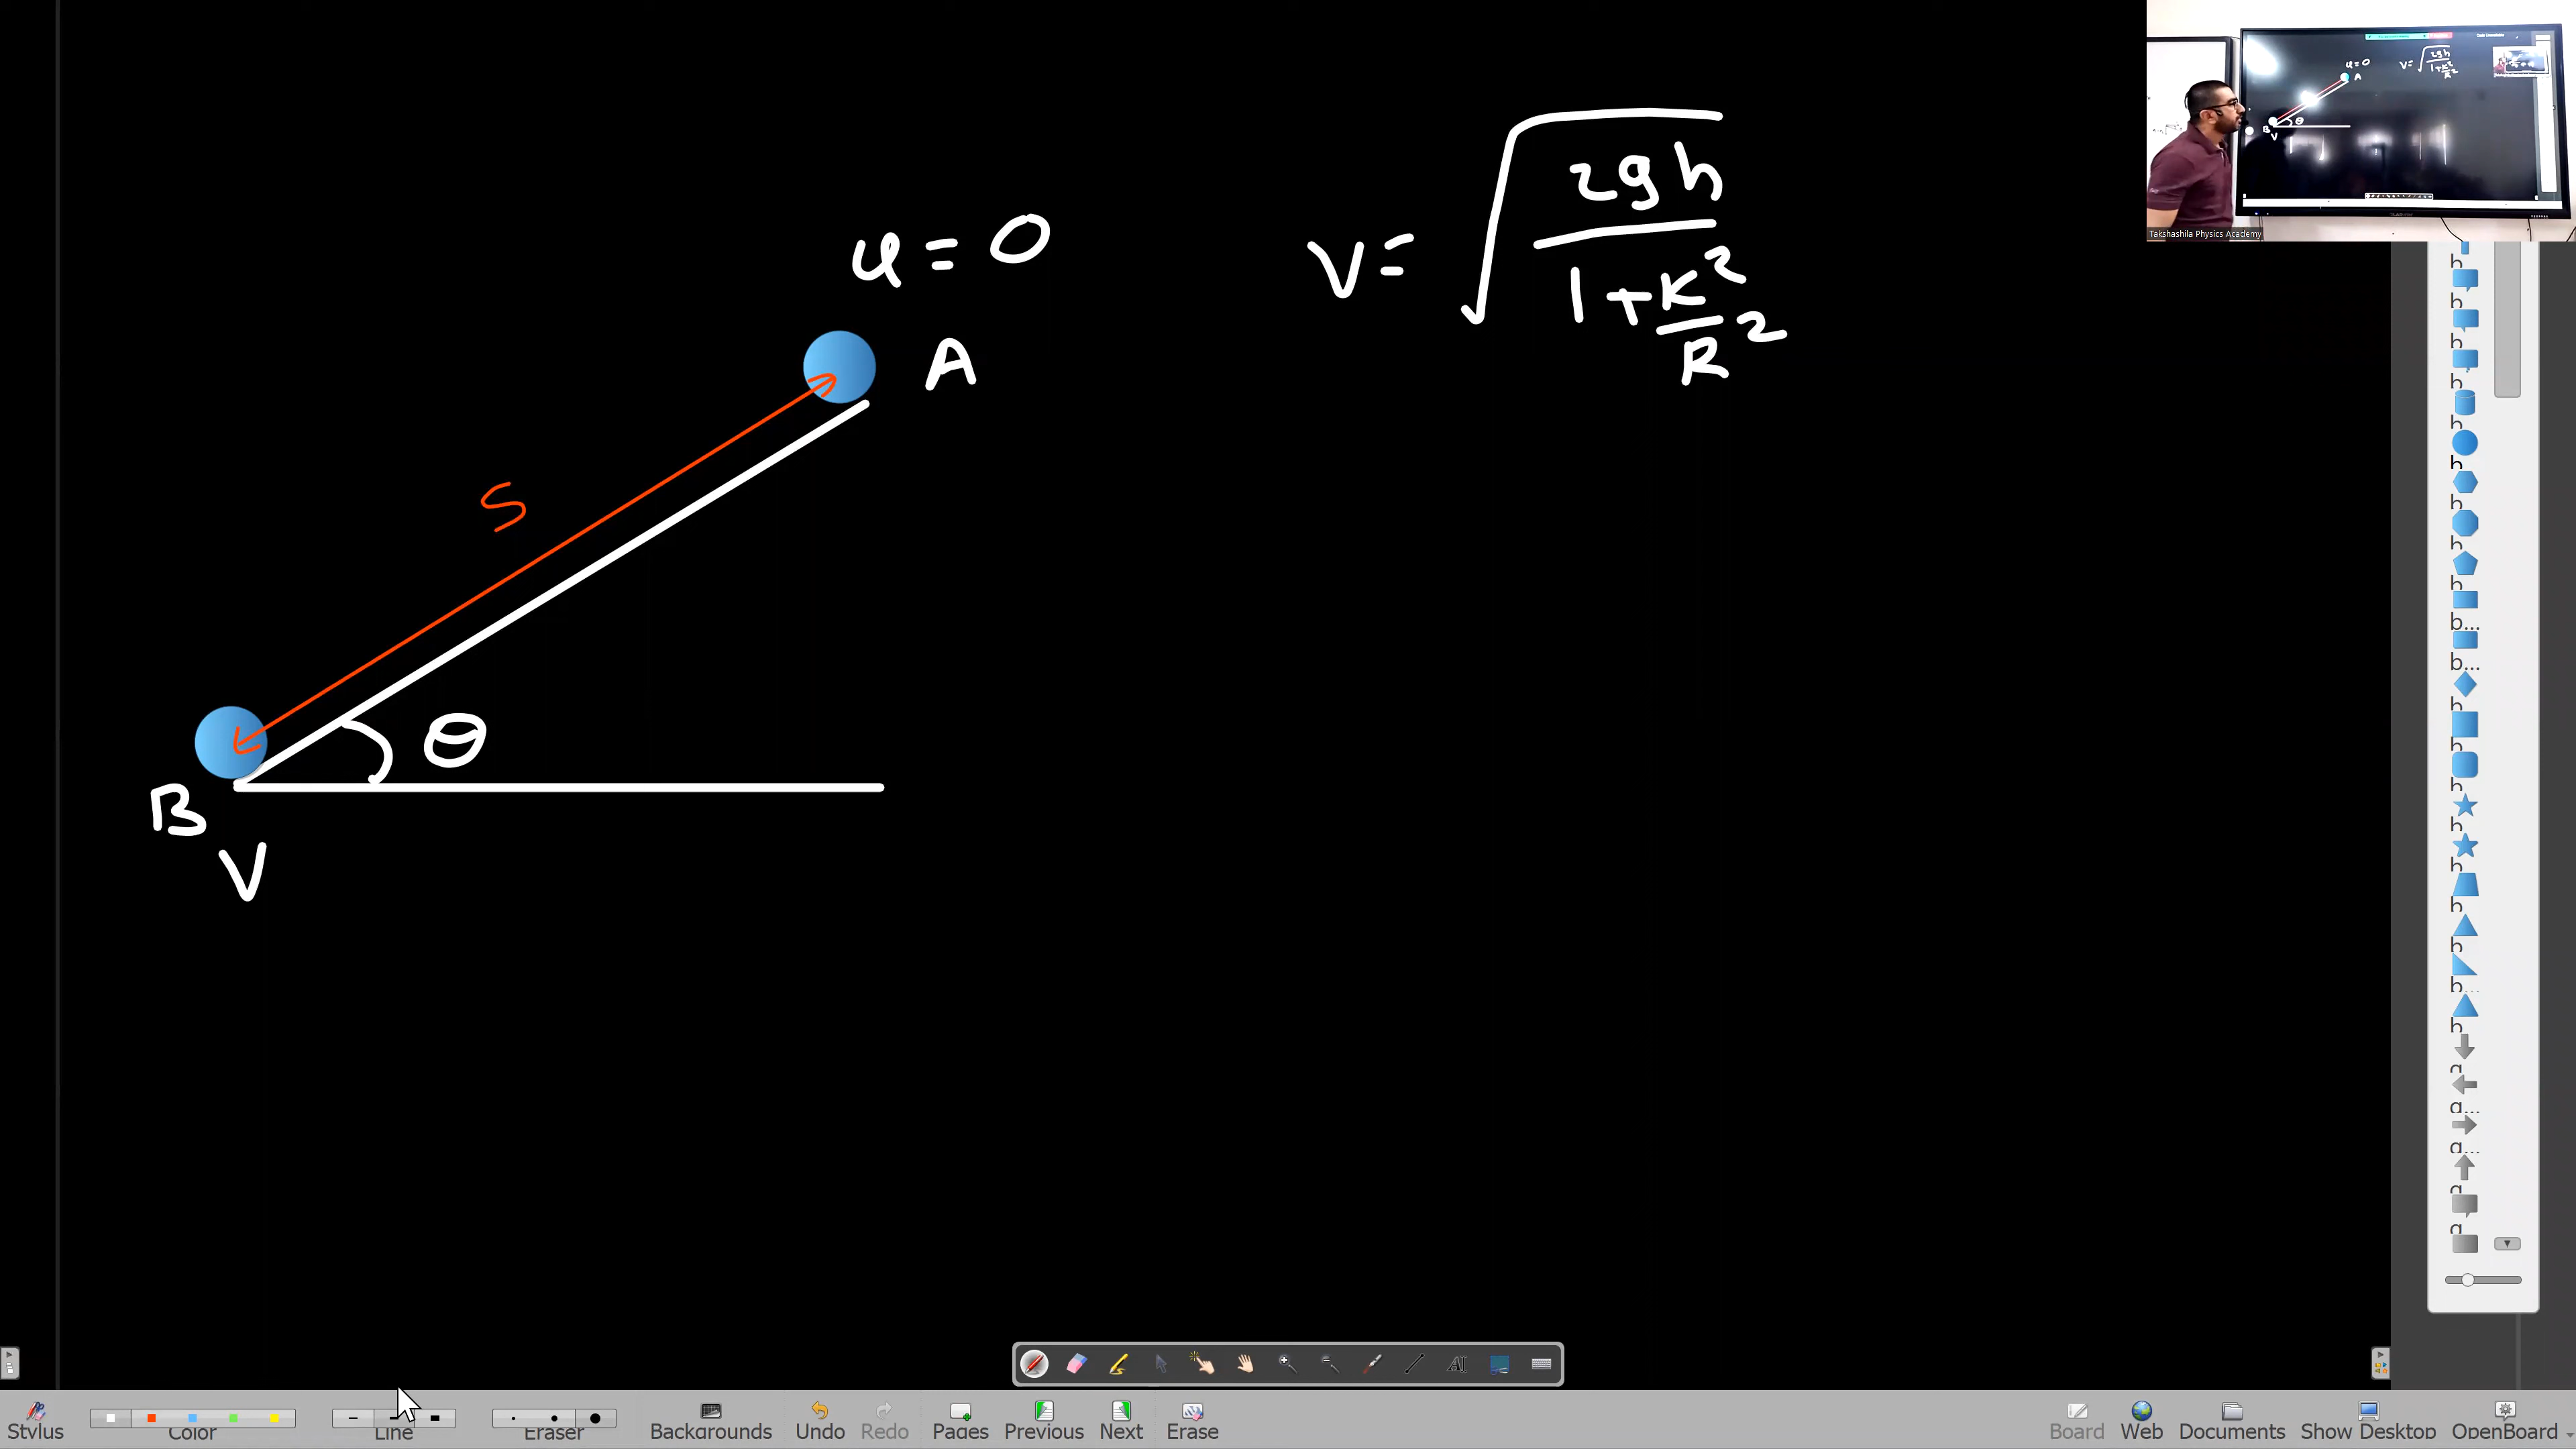 u = 0
A
S
θ
B
V
V = √(2gh / (1 + K²/R²))
Takshashila Physics Academy
b
b
b
b
b
b
b
b
b
b...
b...
b
b
b
b
b
b
b
b...
b
a
a...
a...
a
a
Stylus
Color
Line
Eraser
Backgrounds
Undo
Redo
Pages
Previous
Next
Erase
Board
Web
Documents
Show Desktop
OpenBoard
AI